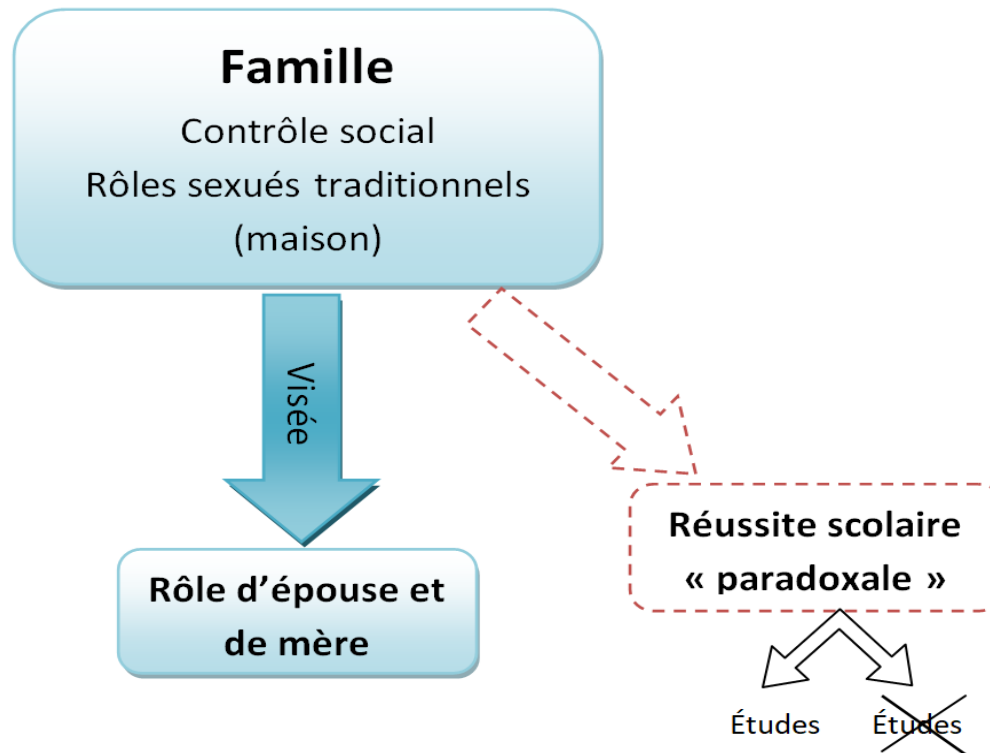 Famille
Contrôle social
Rôles sexués traditionnels
(maison)
Visée
Rôle d'épouse et
de mère
Réussite scolaire
« paradoxale »
Études
Études